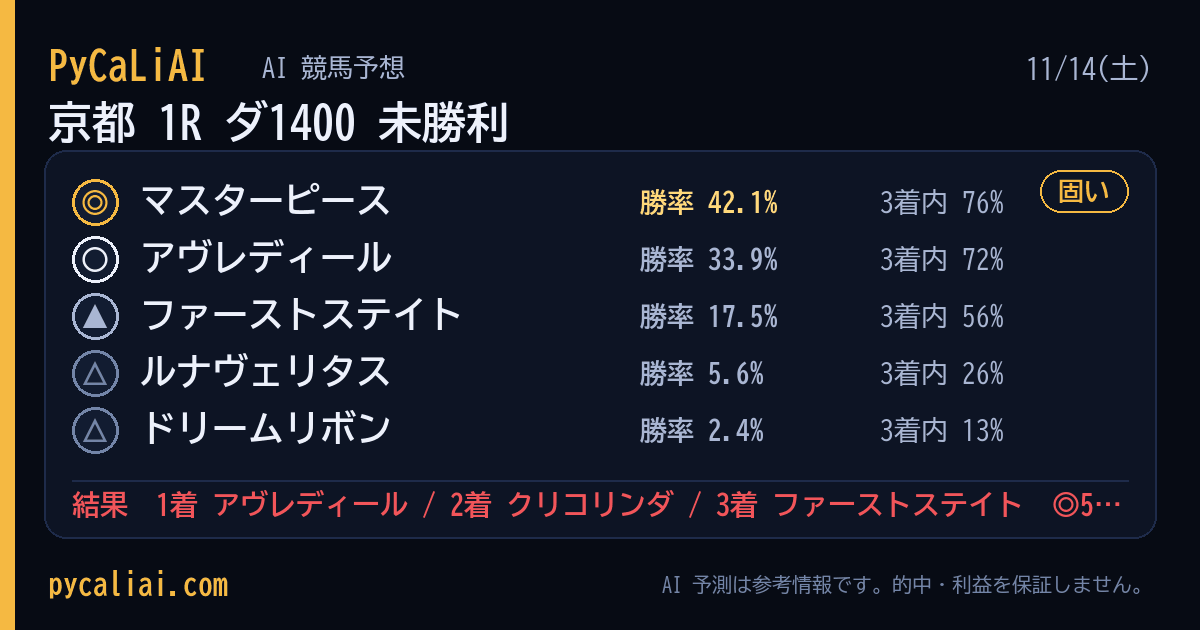 PyCaLiAI AI 競馬予想 11/14(土)
京都 1R ダ1400 未勝利
◎ マスターピース 勝率 42.1% 3着内 76% 固い
○ アヴレディール 勝率 33.9% 3着内 72%
▲ ファーストステイト 勝率 17.5% 3着内 56%
△ ルナヴェリタス 勝率 5.6% 3着内 26%
△ ドリームリボン 勝率 2.4% 3着内 13%
結果 1着 アヴレディール / 2着 クリコリンダ / 3着 ファーストステイト ◎5…
pycaliai.com AI 予測は参考情報です。的中・利益を保証しません。